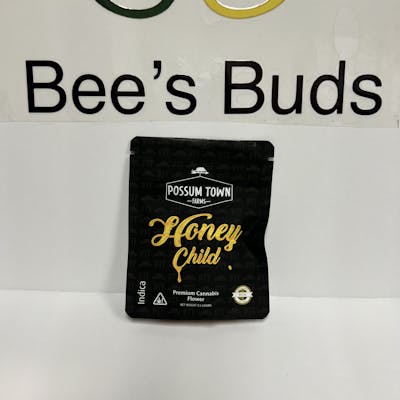 Bee's Buds
POSSUM TOWN
FARMS
Honey
Child
Indica
Premium Cannabis
Flower